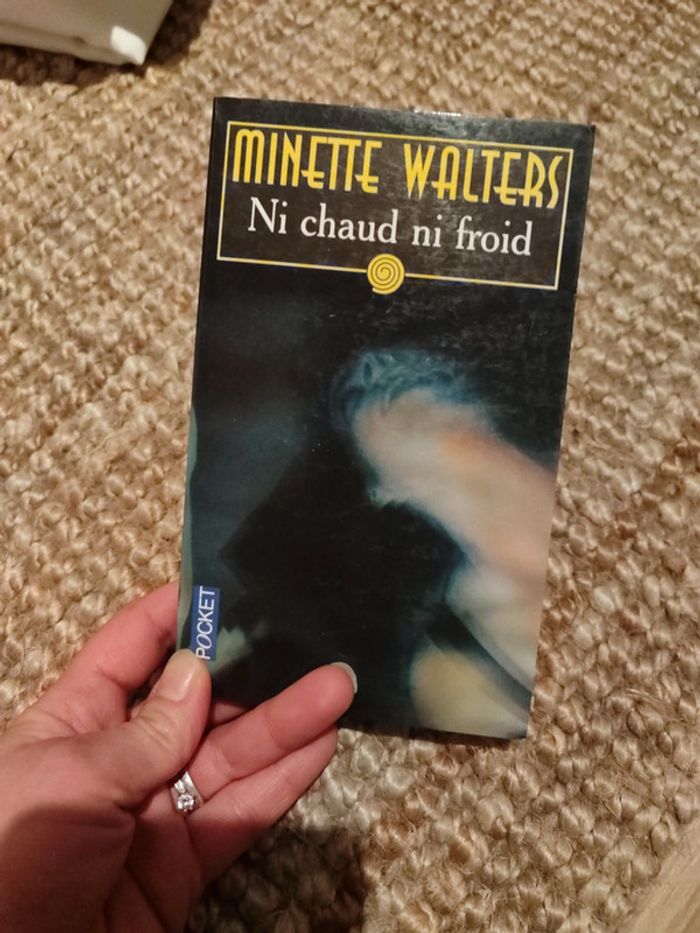 MINETTE WALTERS
Ni chaud ni froid
POCKET